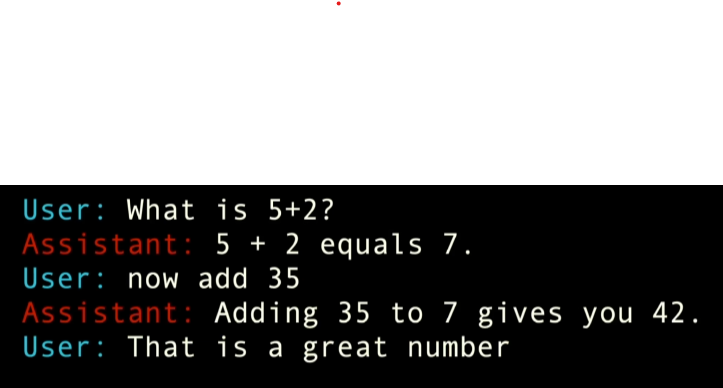 User: What is 5+2?
Assistant: 5 + 2 equals 7.
User: now add 35
Assistant: Adding 35 to 7 gives you 42.
User: That is a great number